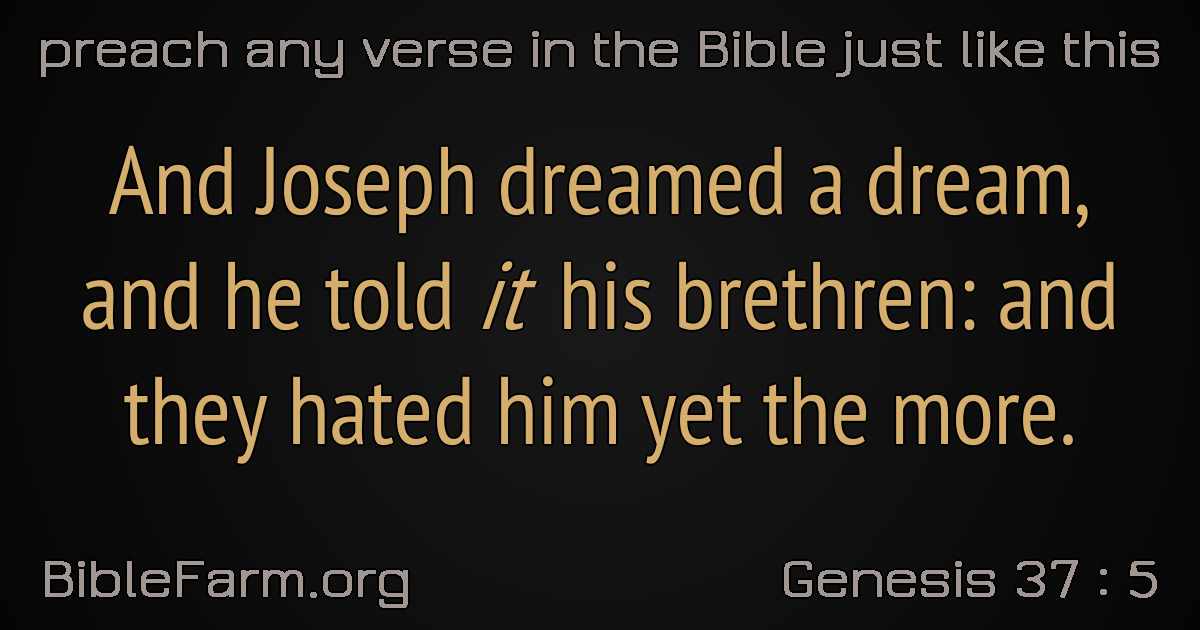 preach any verse in the Bible just like this
And Joseph dreamed a dream,
and he told it his brethren: and
they hated him yet the more.
BibleFarm.org
Genesis 37 : 5